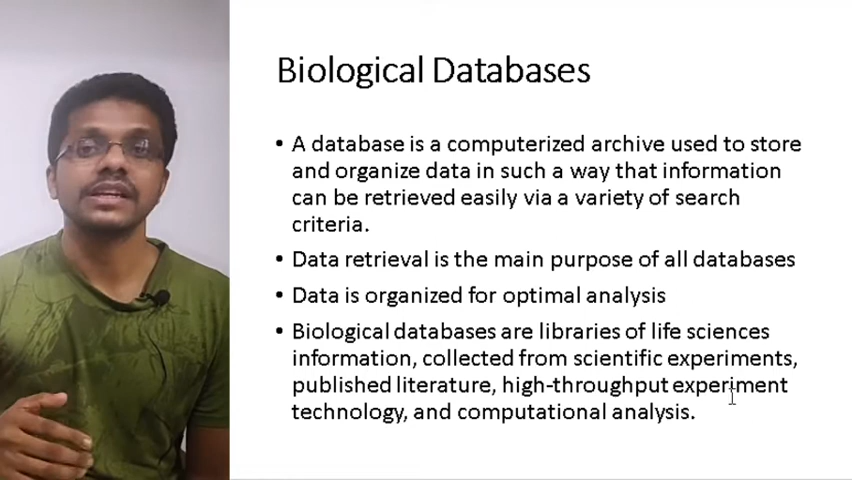 Biological Databases
• A database is a computerized archive used to store
and organize data in such a way that information
can be retrieved easily via a variety of search
criteria.
• Data retrieval is the main purpose of all databases
• Data is organized for optimal analysis
• Biological databases are libraries of life sciences
information, collected from scientific experiments,
published literature, high-throughput experiment
technology, and computational analysis.